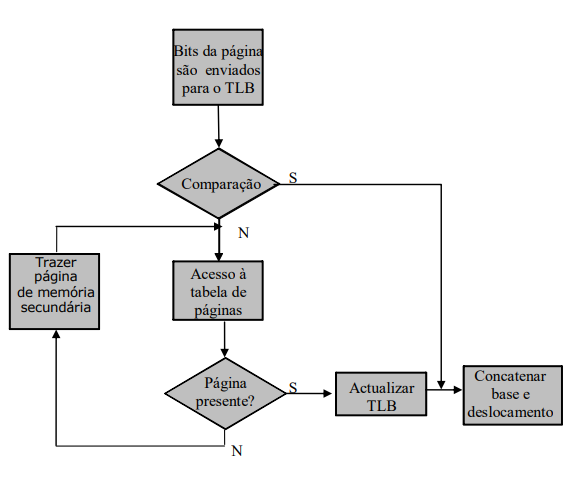 Bits da página
são enviados
para o TLB
Comparação
S
N
Trazer
página
de memória
secundária
Acesso à
tabela de
páginas
Página
presente?
S
N
Actualizar
TLB
Concatenar
base e
deslocamento